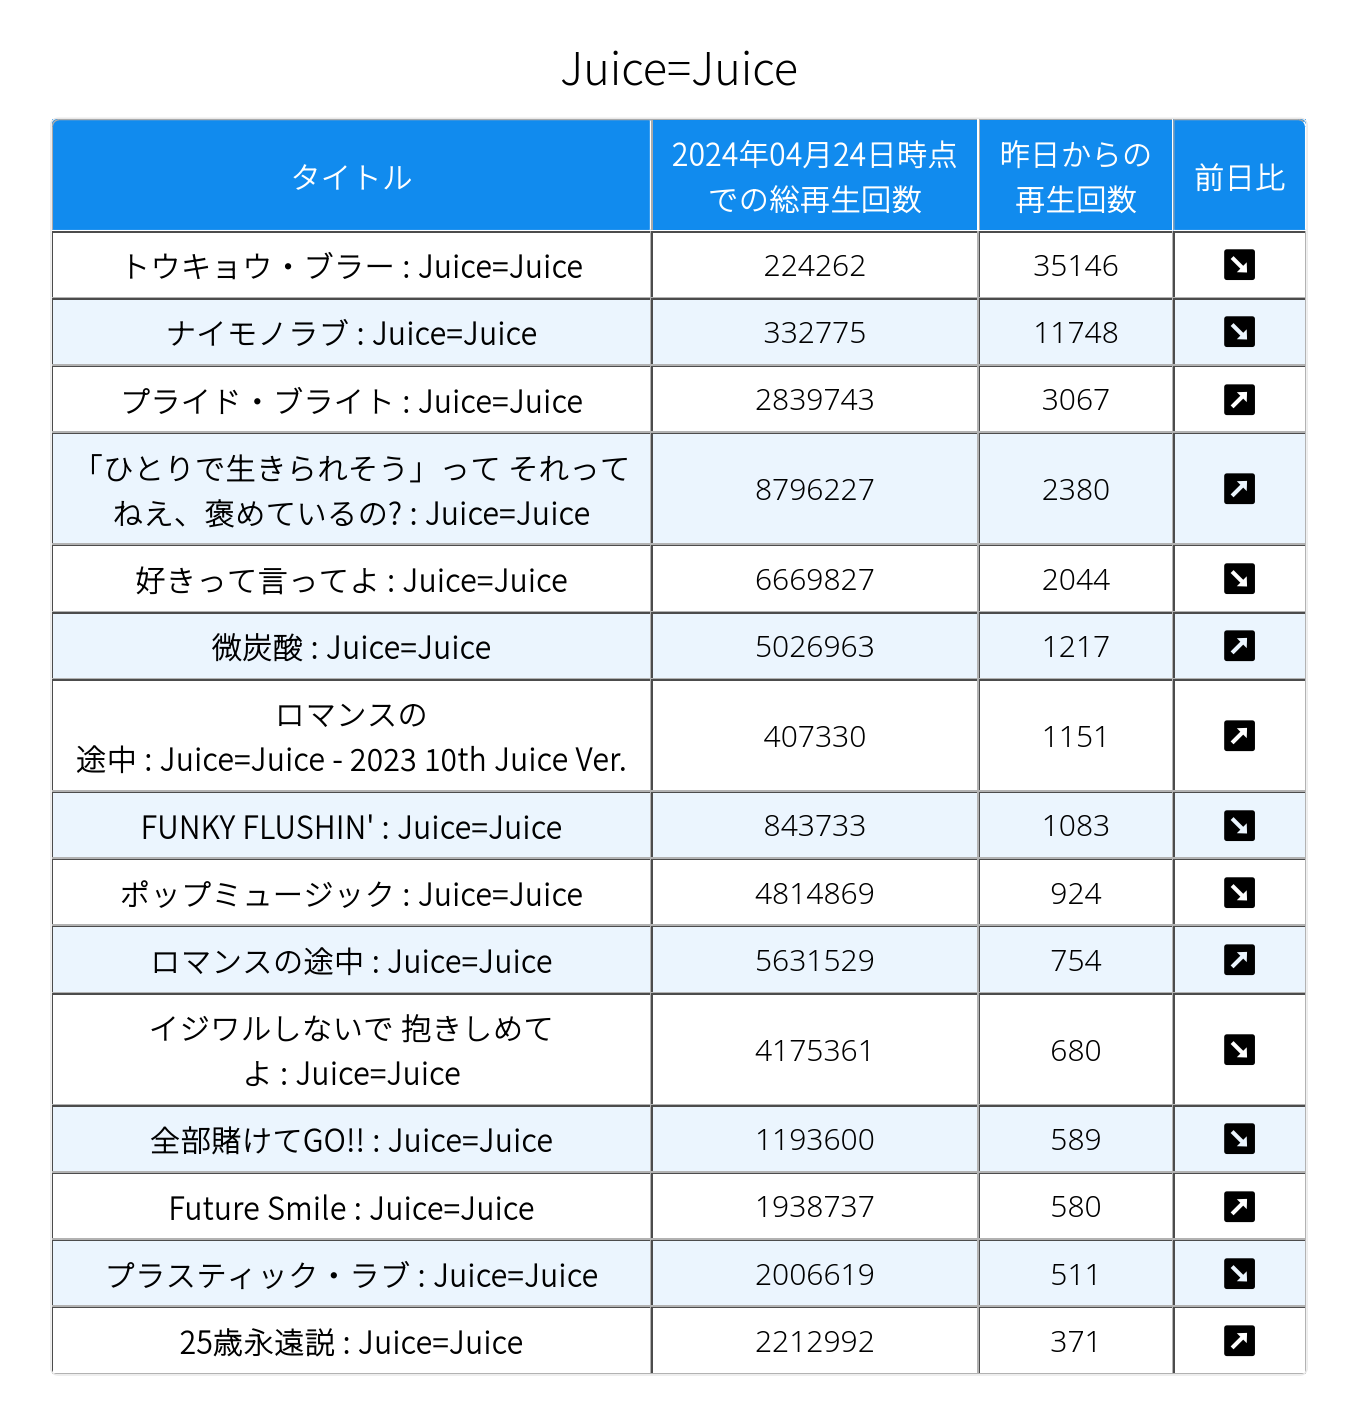 Juice=Juice
タイトル
2024年04月24日時点
での総再生回数
昨日からの
再生回数
前日比
トウキョウ・ブラー : Juice=Juice 224262 35146
ナイモノラブ : Juice=Juice 332775 11748
プライド・ブライト : Juice=Juice 2839743 3067
「ひとりで生きられそう」って それって
ねえ、褒めているの? : Juice=Juice
8796227 2380
好きって言ってよ : Juice=Juice 6669827 2044
微炭酸 : Juice=Juice 5026963 1217
ロマンスの
途中 : Juice=Juice - 2023 10th Juice Ver.
407330 1151
FUNKY FLUSHIN' : Juice=Juice 843733 1083
ポップミュージック : Juice=Juice 4814869 924
ロマンスの途中 : Juice=Juice 5631529 754
イジワルしないで 抱きしめて
よ : Juice=Juice
4175361 680
全部賭けてGO!! : Juice=Juice 1193600 589
Future Smile : Juice=Juice 1938737 580
プラスティック・ラブ : Juice=Juice 2006619 511
25歳永遠説 : Juice=Juice 2212992 371